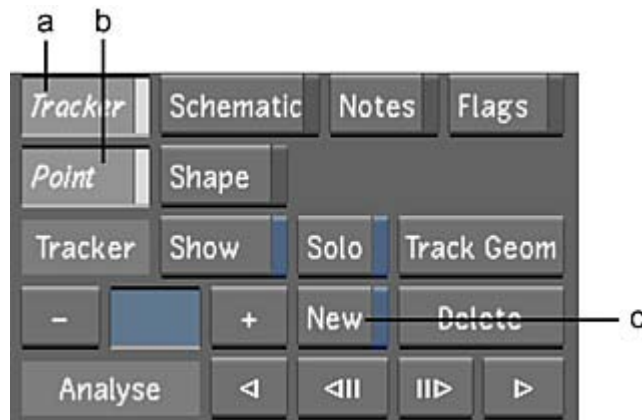 a b
Tracker Schematic Notes Flags
Point Shape
Tracker Show Solo Track Geom
- + New Delete c
Analyse